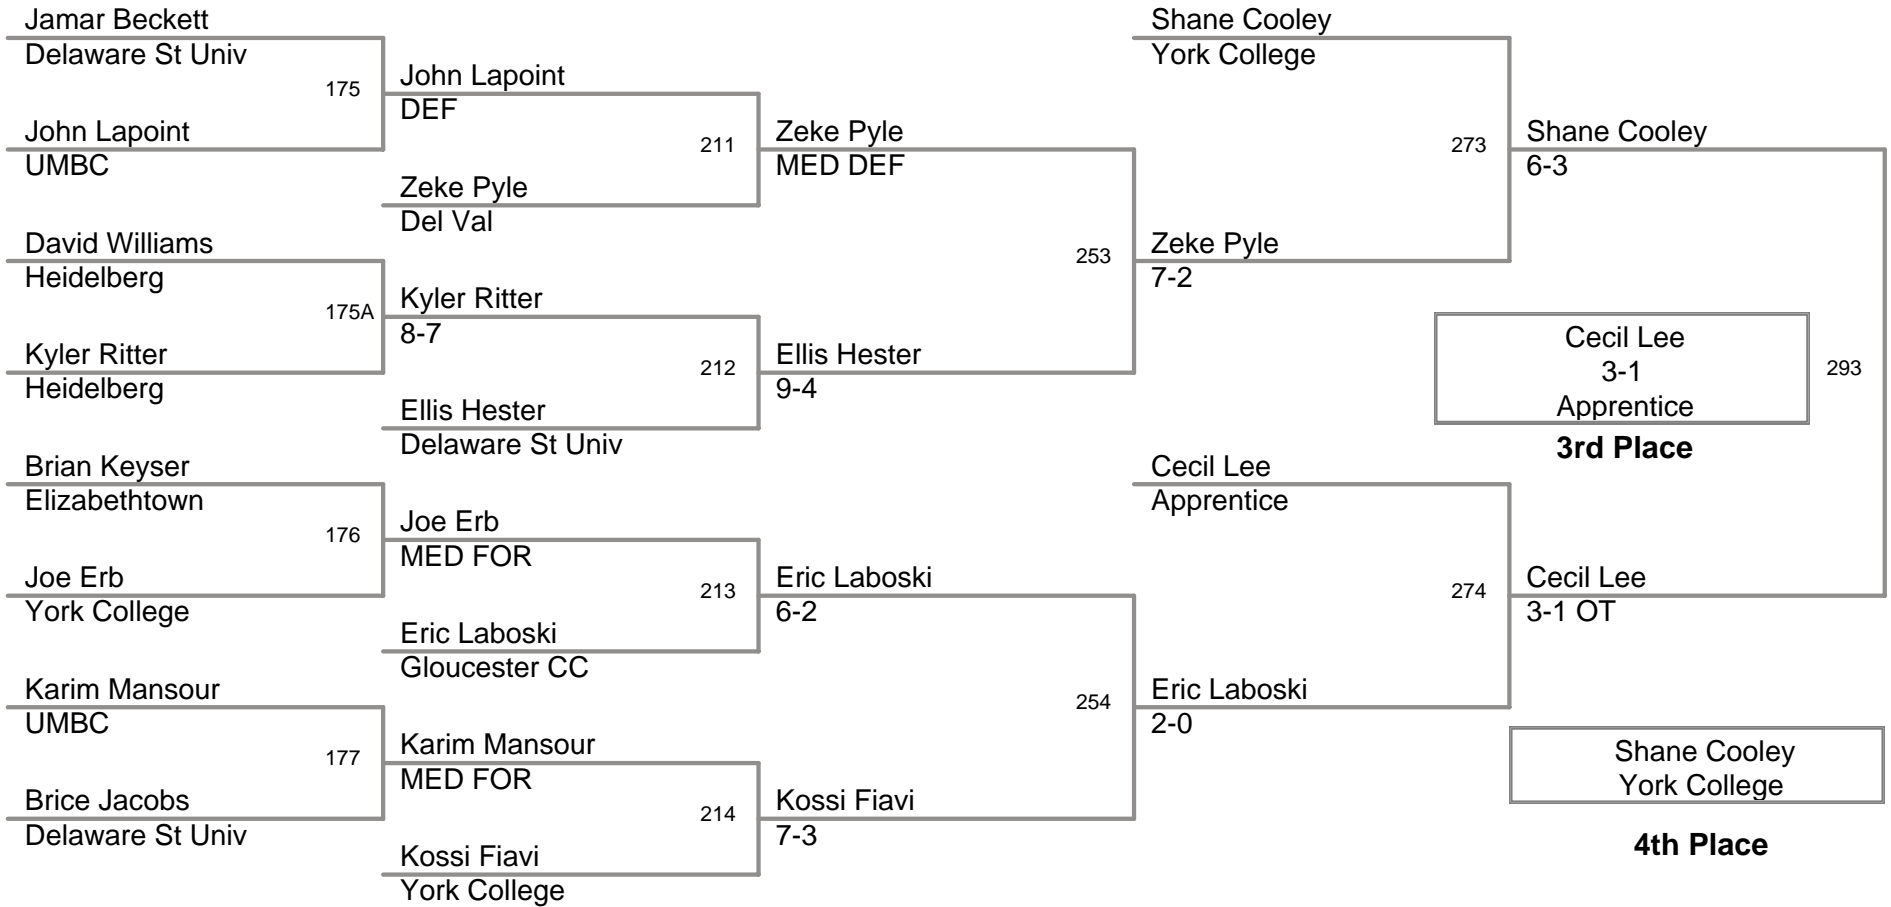 Jamar Beckett
Delaware St Univ
175
John Lapoint
UMBC
David Williams
Heidelberg
175A
Kyler Ritter
Heidelberg
Brian Keyser
Elizabethtown
176
Joe Erb
York College
Karim Mansour
UMBC
177
Brice Jacobs
Delaware St Univ
John Lapoint
DEF
211
Zeke Pyle
Del Val
Kyler Ritter
8-7
212
Ellis Hester
Delaware St Univ
Joe Erb
MED FOR
213
Eric Laboski
Gloucester CC
Karim Mansour
MED FOR
214
Kossi Fiavi
York College
Zeke Pyle
MED DEF
253
Ellis Hester
9-4
Eric Laboski
6-2
254
Kossi Fiavi
7-3
Shane Cooley
York College
273
Zeke Pyle
7-2
Cecil Lee
Apprentice
274
Eric Laboski
2-0
Shane Cooley
6-3
293
Cecil Lee
3-1 OT
Cecil Lee
3-1
Apprentice
3rd Place
Shane Cooley
York College
4th Place